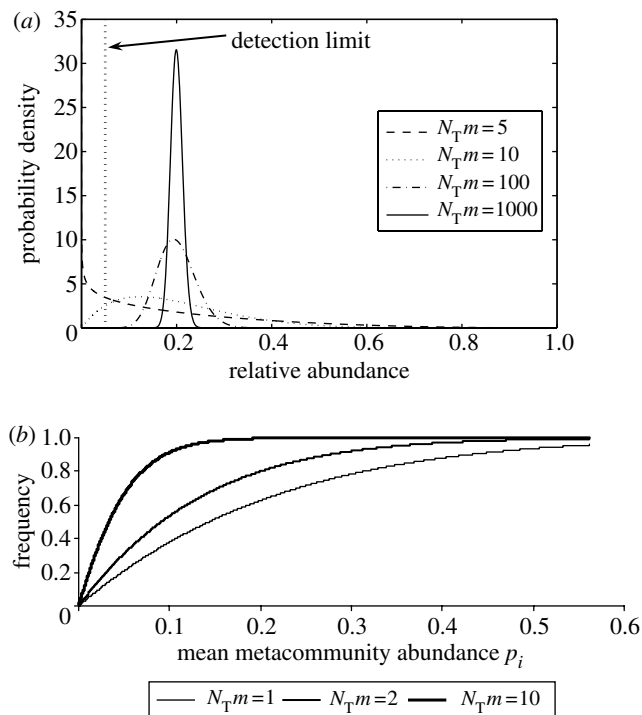 (a)
detection limit
35
30
25
20
15
10
5
0
probability density
N_T m = 5
N_T m = 10
N_T m = 100
N_T m = 1000
0.2 0.4 0.6 0.8 1.0
relative abundance
(b)
1.0
0.8
0.6
0.4
0.2
0
frequency
0.1 0.2 0.3 0.4 0.5 0.6
mean metacommunity abundance p_i
N_T m = 1 N_T m = 2 N_T m = 10